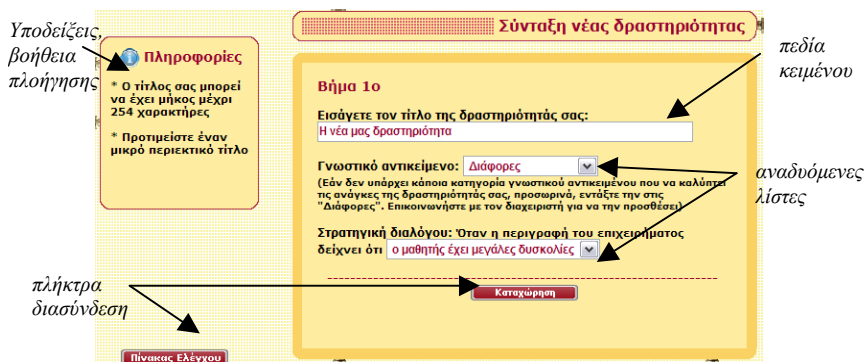 Υποδείξεις,
βοήθεια
πλοήγησης
Πληροφορίες
* Ο τίτλος σας μπορεί
να έχει μήκος μέχρι
254 χαρακτήρες
* Προτιμείστε έναν
μικρό περιεκτικό τίτλο
Σύνταξη νέας δραστηριότητας
πεδία
κειμένου
Βήμα 1ο
Εισάγετε τον τίτλο της δραστηριότητάς σας:
Η νέα μας δραστηριότητα
Γνωστικό αντικείμενο: Διάφορες
(Εάν δεν υπάρχει κάποια κατηγορία γνωστικού αντικειμένου που να καλύπτει
τις ανάγκες της δραστηριότητάς σας, προσωρινά, εντάξτε την στις
"Διάφορες". Επικοινωνήστε με τον διαχειριστή για να την προσθέσει)
αναδυόμενες
λίστες
Στρατηγική διαλόγου: Όταν η περιγραφή του επιχειρήματος
δείχνει ότι ο μαθητής έχει μεγάλες δυσκολίες
πλήκτρα
διασύνδεση
Καταχώρηση
Πίνακας Ελέγχου